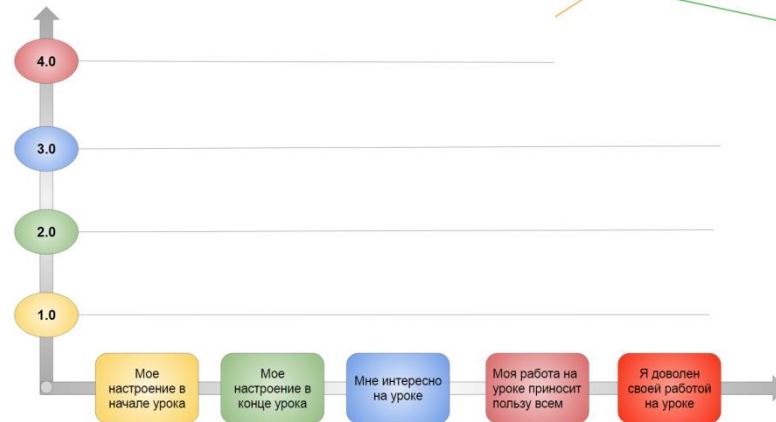 4.0
3.0
2.0
1.0
Мое
настроение в
начале урока
Мое
настроение в
конце урока
Мне интересно
на уроке
Моя работа на
уроке приносит
пользу всем
Я доволен
своей работой
на уроке